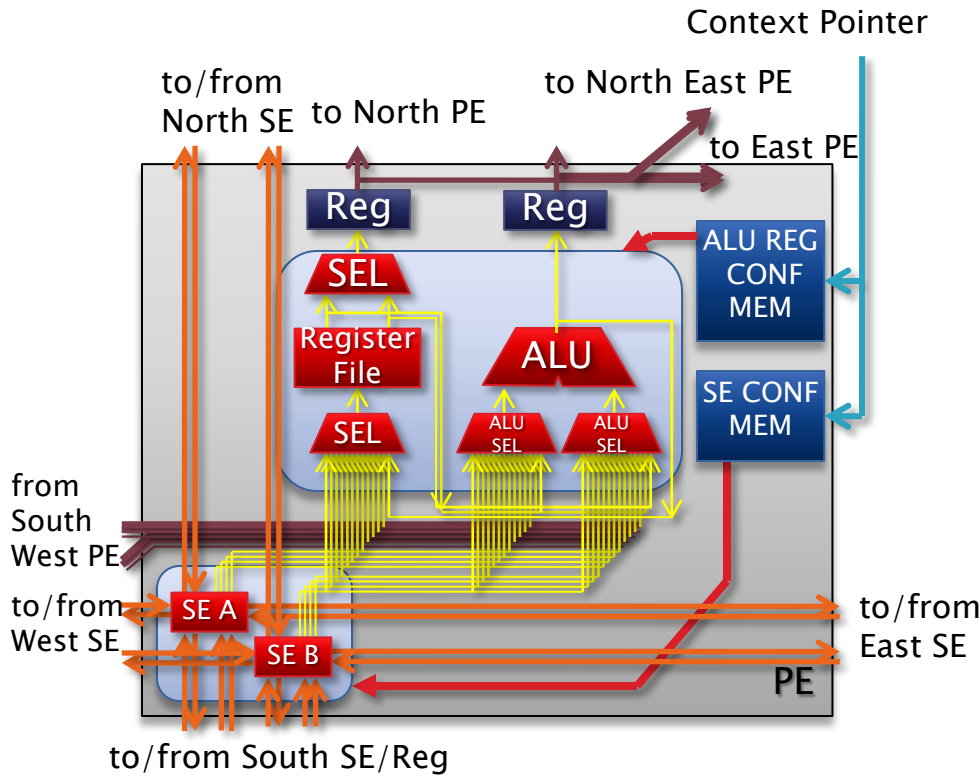 Context Pointer
to/from
North SE
to North PE
to North East PE
to East PE
Reg
Reg
ALU REG
CONF
MEM
SEL
Register
File
ALU
SE CONF
MEM
SEL
ALU
SEL
ALU
SEL
from
South
West PE
to/from
West SE
SE A
SE B
to/from
East SE
PE
to/from South SE/Reg